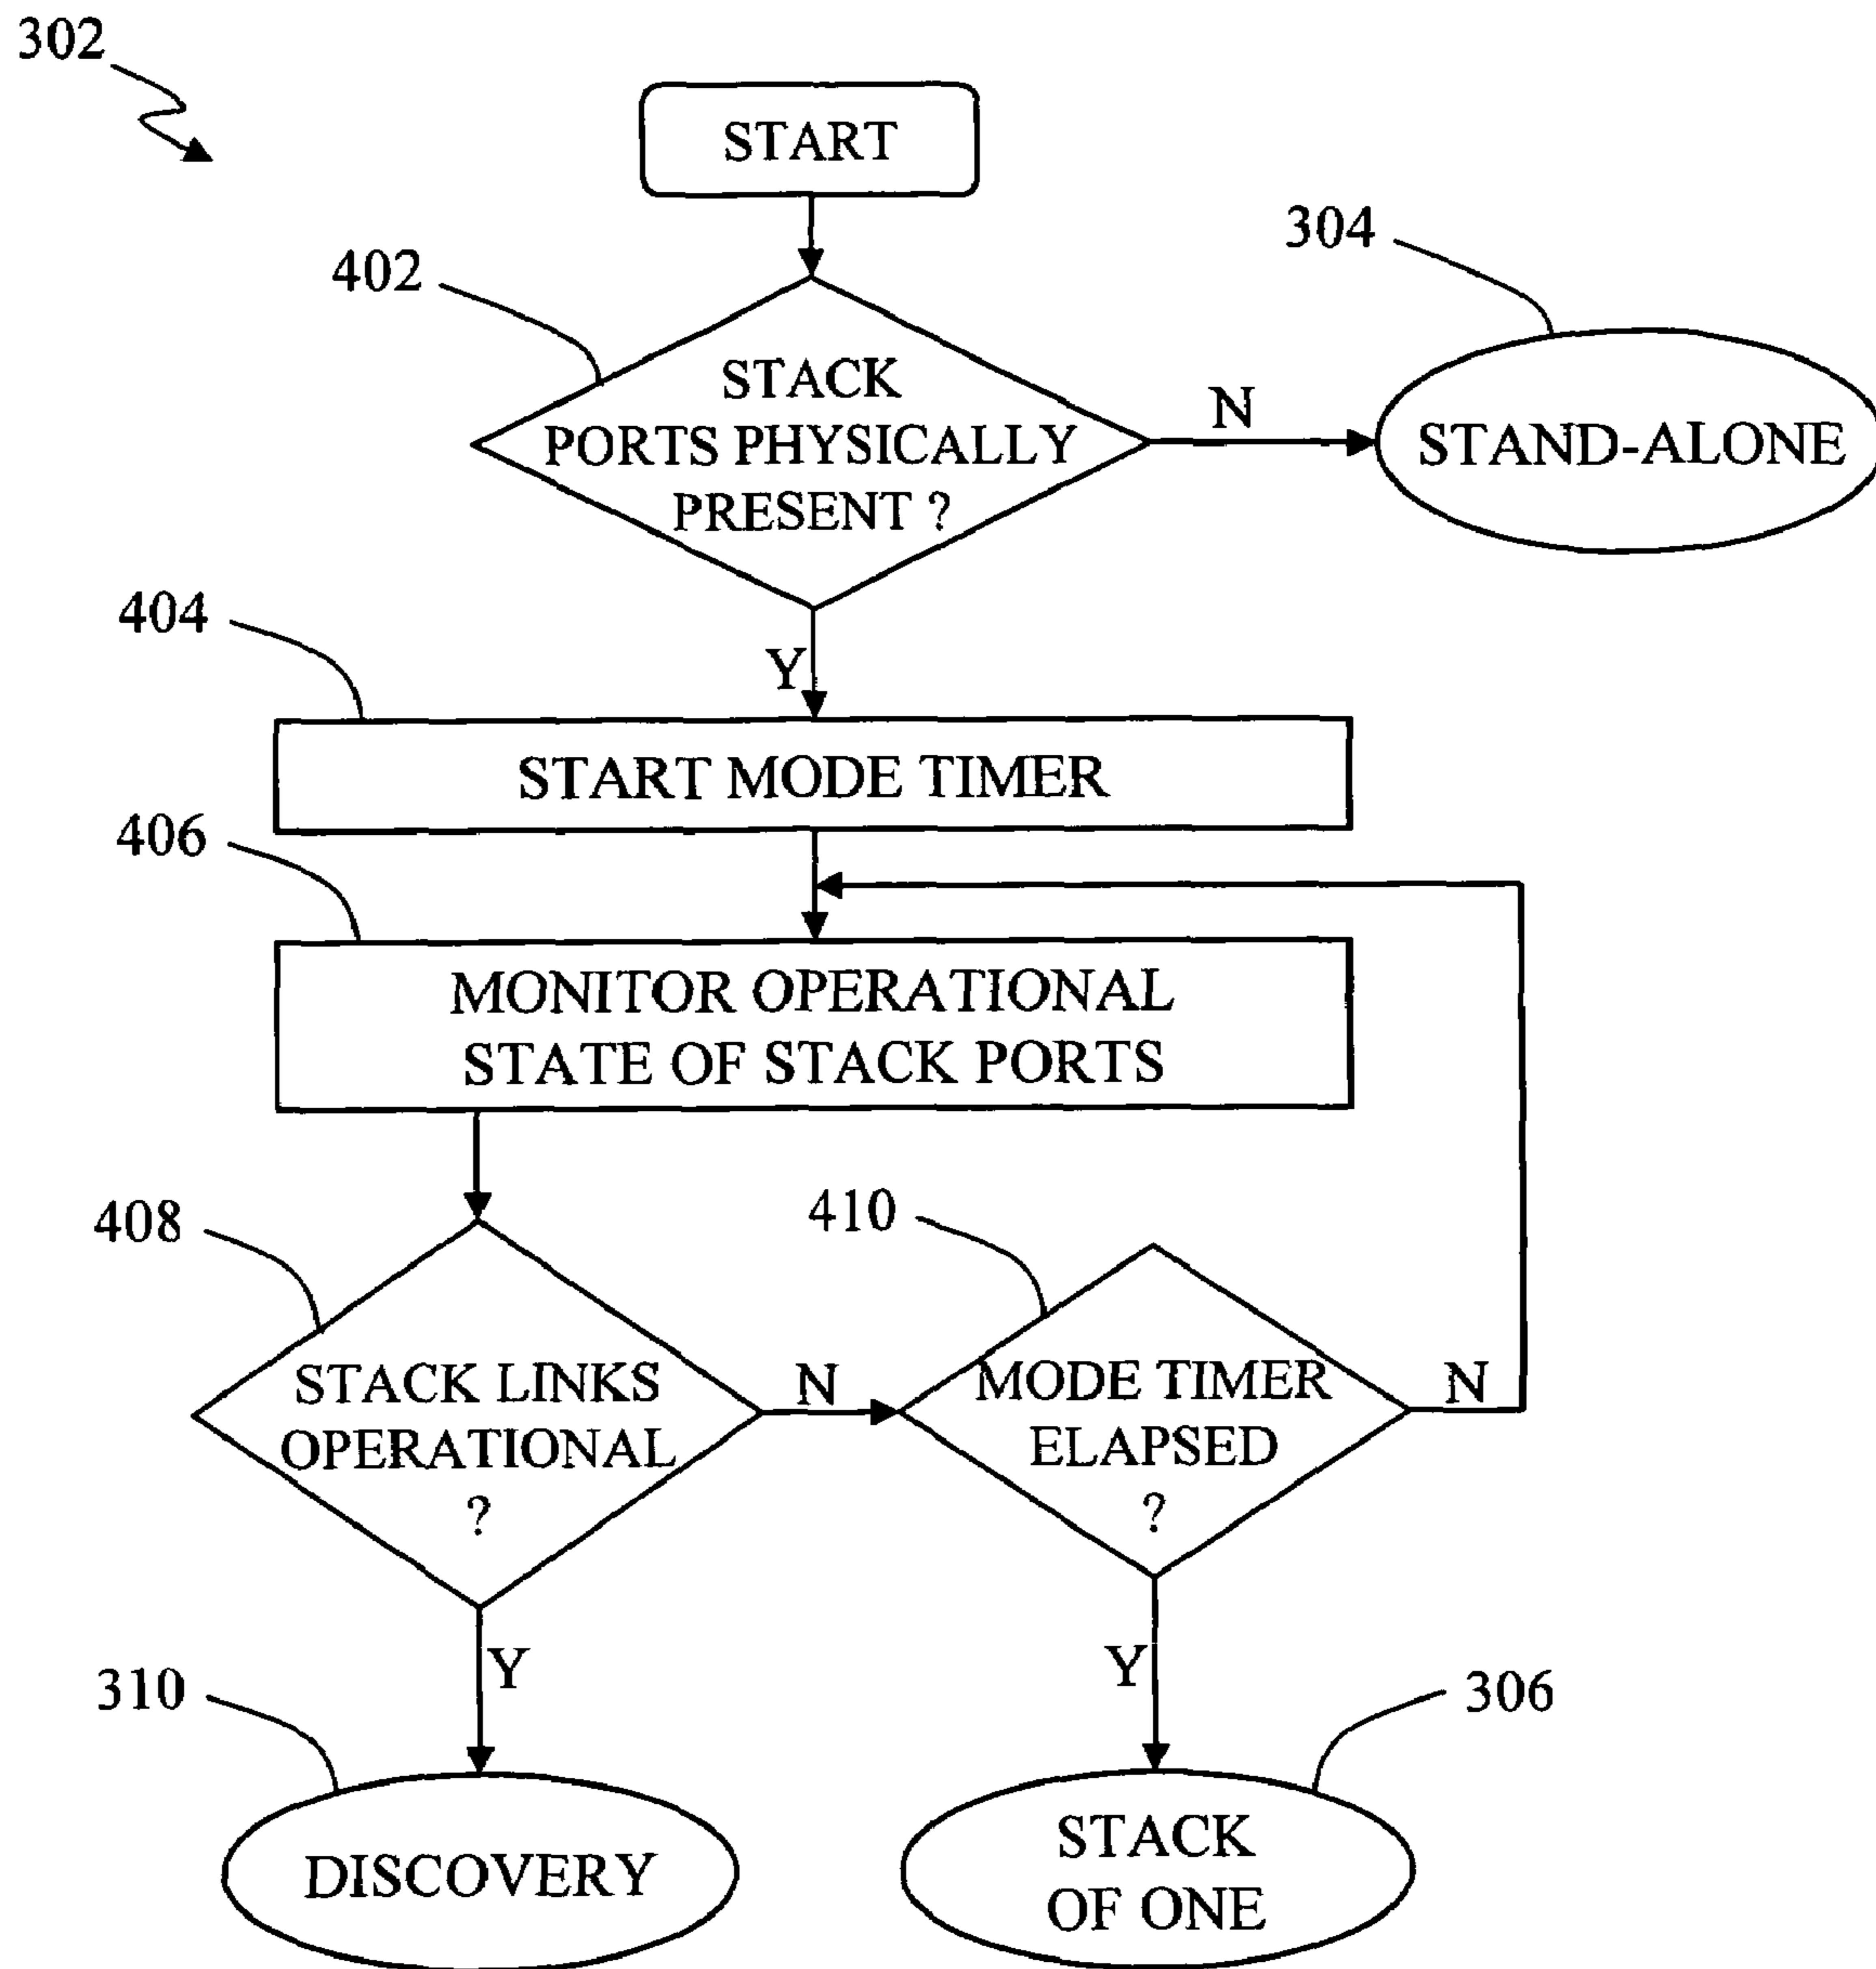 302
START
304
402
STACK
PORTS PHYSICALLY
PRESENT ?
N
STAND-ALONE
404
Y
START MODE TIMER
406
MONITOR OPERATIONAL
STATE OF STACK PORTS
408
410
STACK LINKS
OPERATIONAL
?
N
MODE TIMER
ELAPSED
?
N
Y
Y
310
306
DISCOVERY
STACK
OF ONE